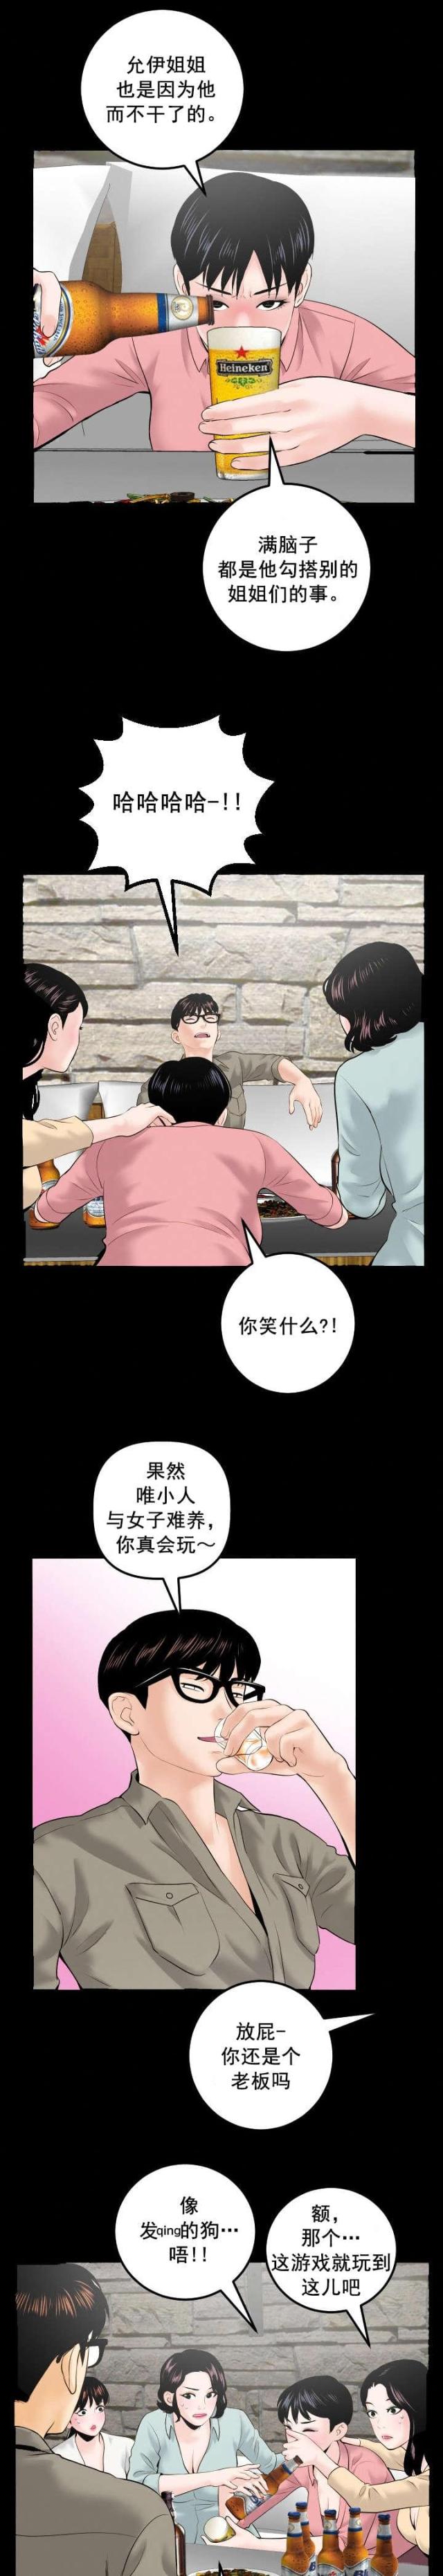 允伊姐姐
也是因为他
而不干了的。
Heineken
满脑子
都是他勾搭别的
姐姐们的事。
哈哈哈哈-!!
你笑什么?!
果然
唯小人
与女子难养，
你真会玩～
放屁-
你还是个
老板吗
像
发qing的狗…
唔!!
额，
那个…
这游戏就玩到
这儿吧